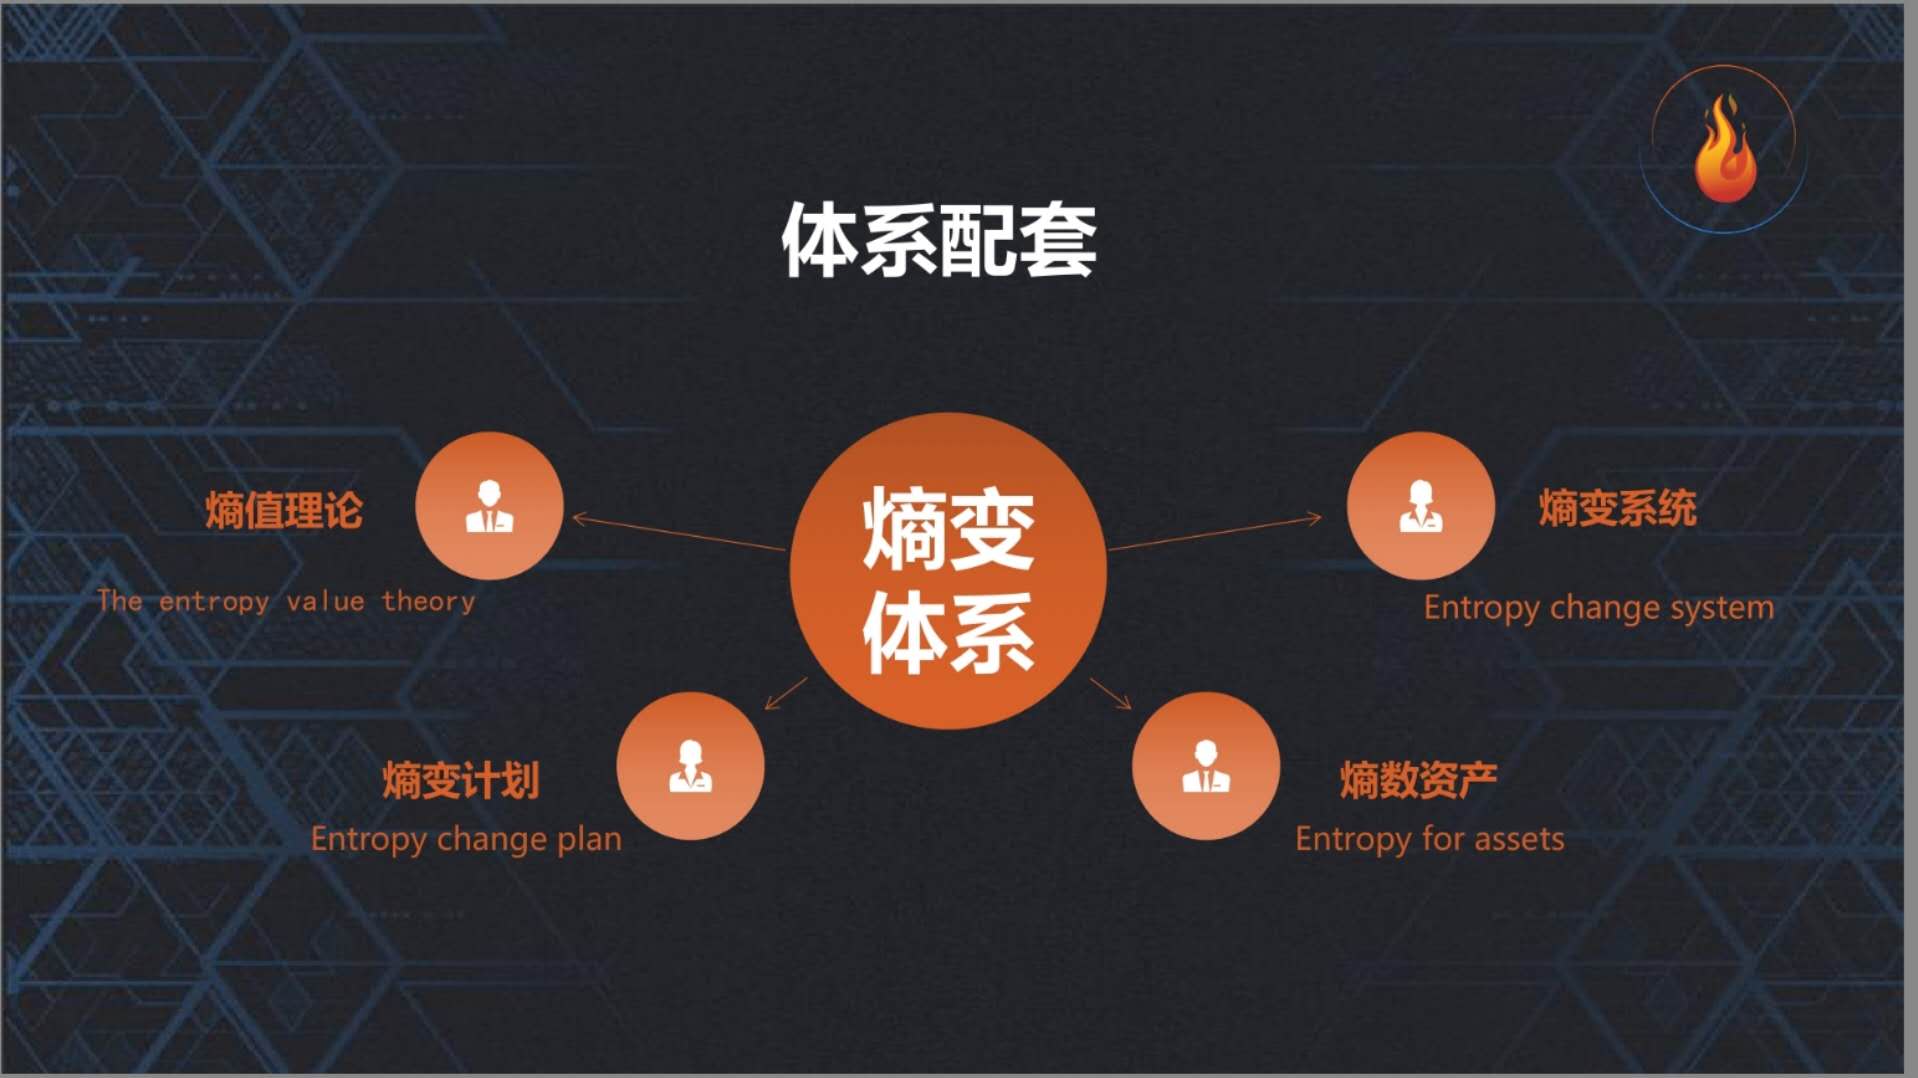 体系配套
熵变
体系
熵值理论
The entropy value theory
熵变系统
Entropy change system
熵变计划
Entropy change plan
熵数资产
Entropy for assets